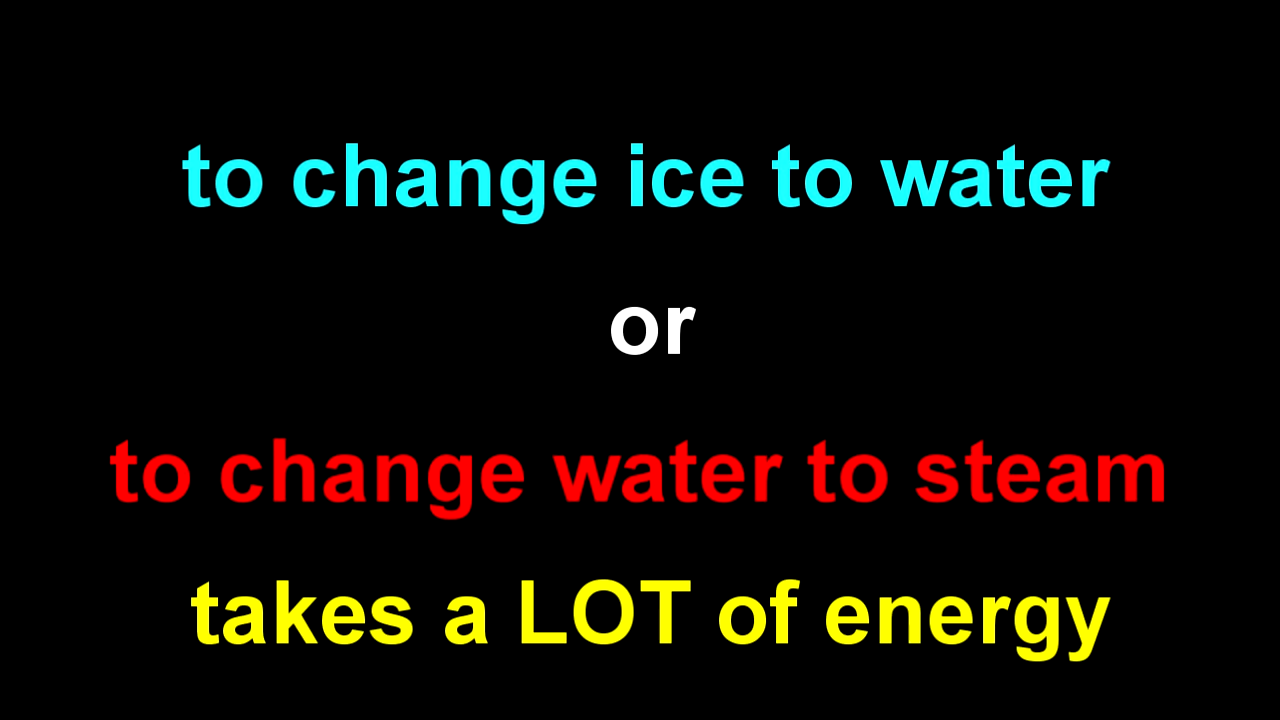 to change ice to water
or
to change water to steam
takes a LOT of energy